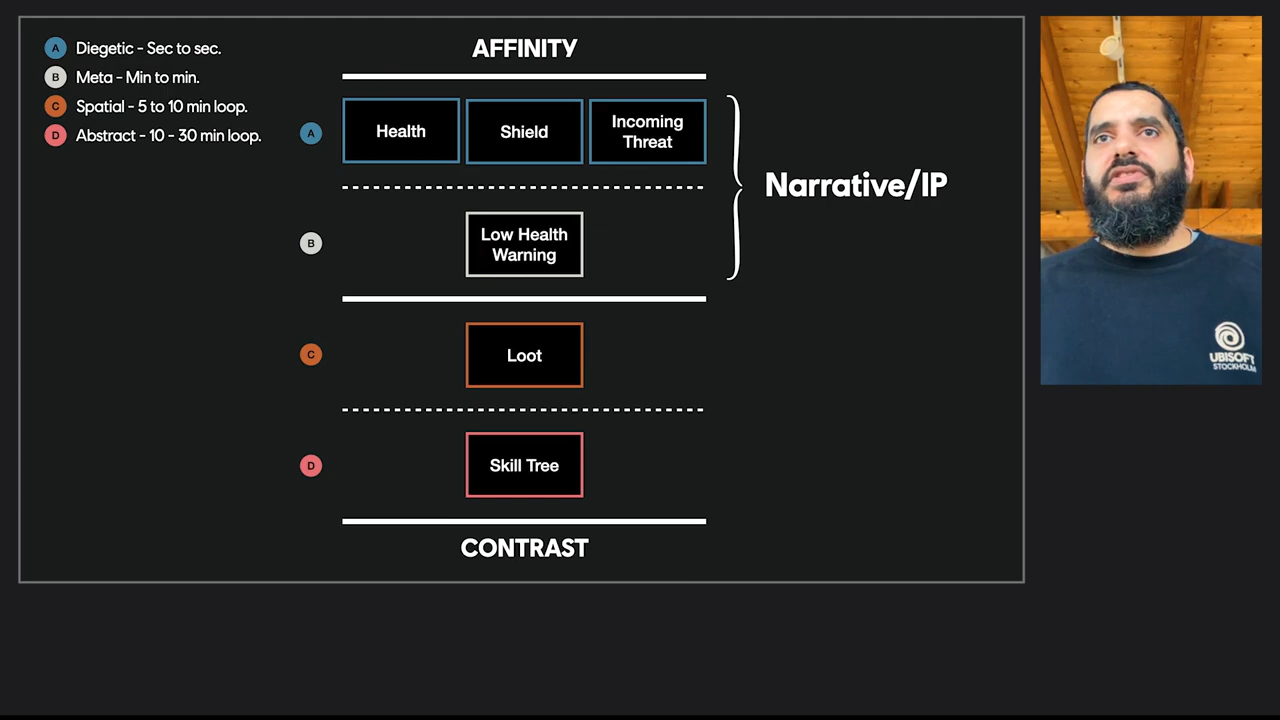 A Diegetic - Sec to sec.
B Meta - Min to min.
C Spatial - 5 to 10 min loop.
D Abstract - 10 - 30 min loop.
AFFINITY
A
Health
Shield
Incoming
Threat
B
Low Health
Warning
Narrative/IP
C
Loot
D
Skill Tree
CONTRAST
UBISOFT
STOCKHOLM